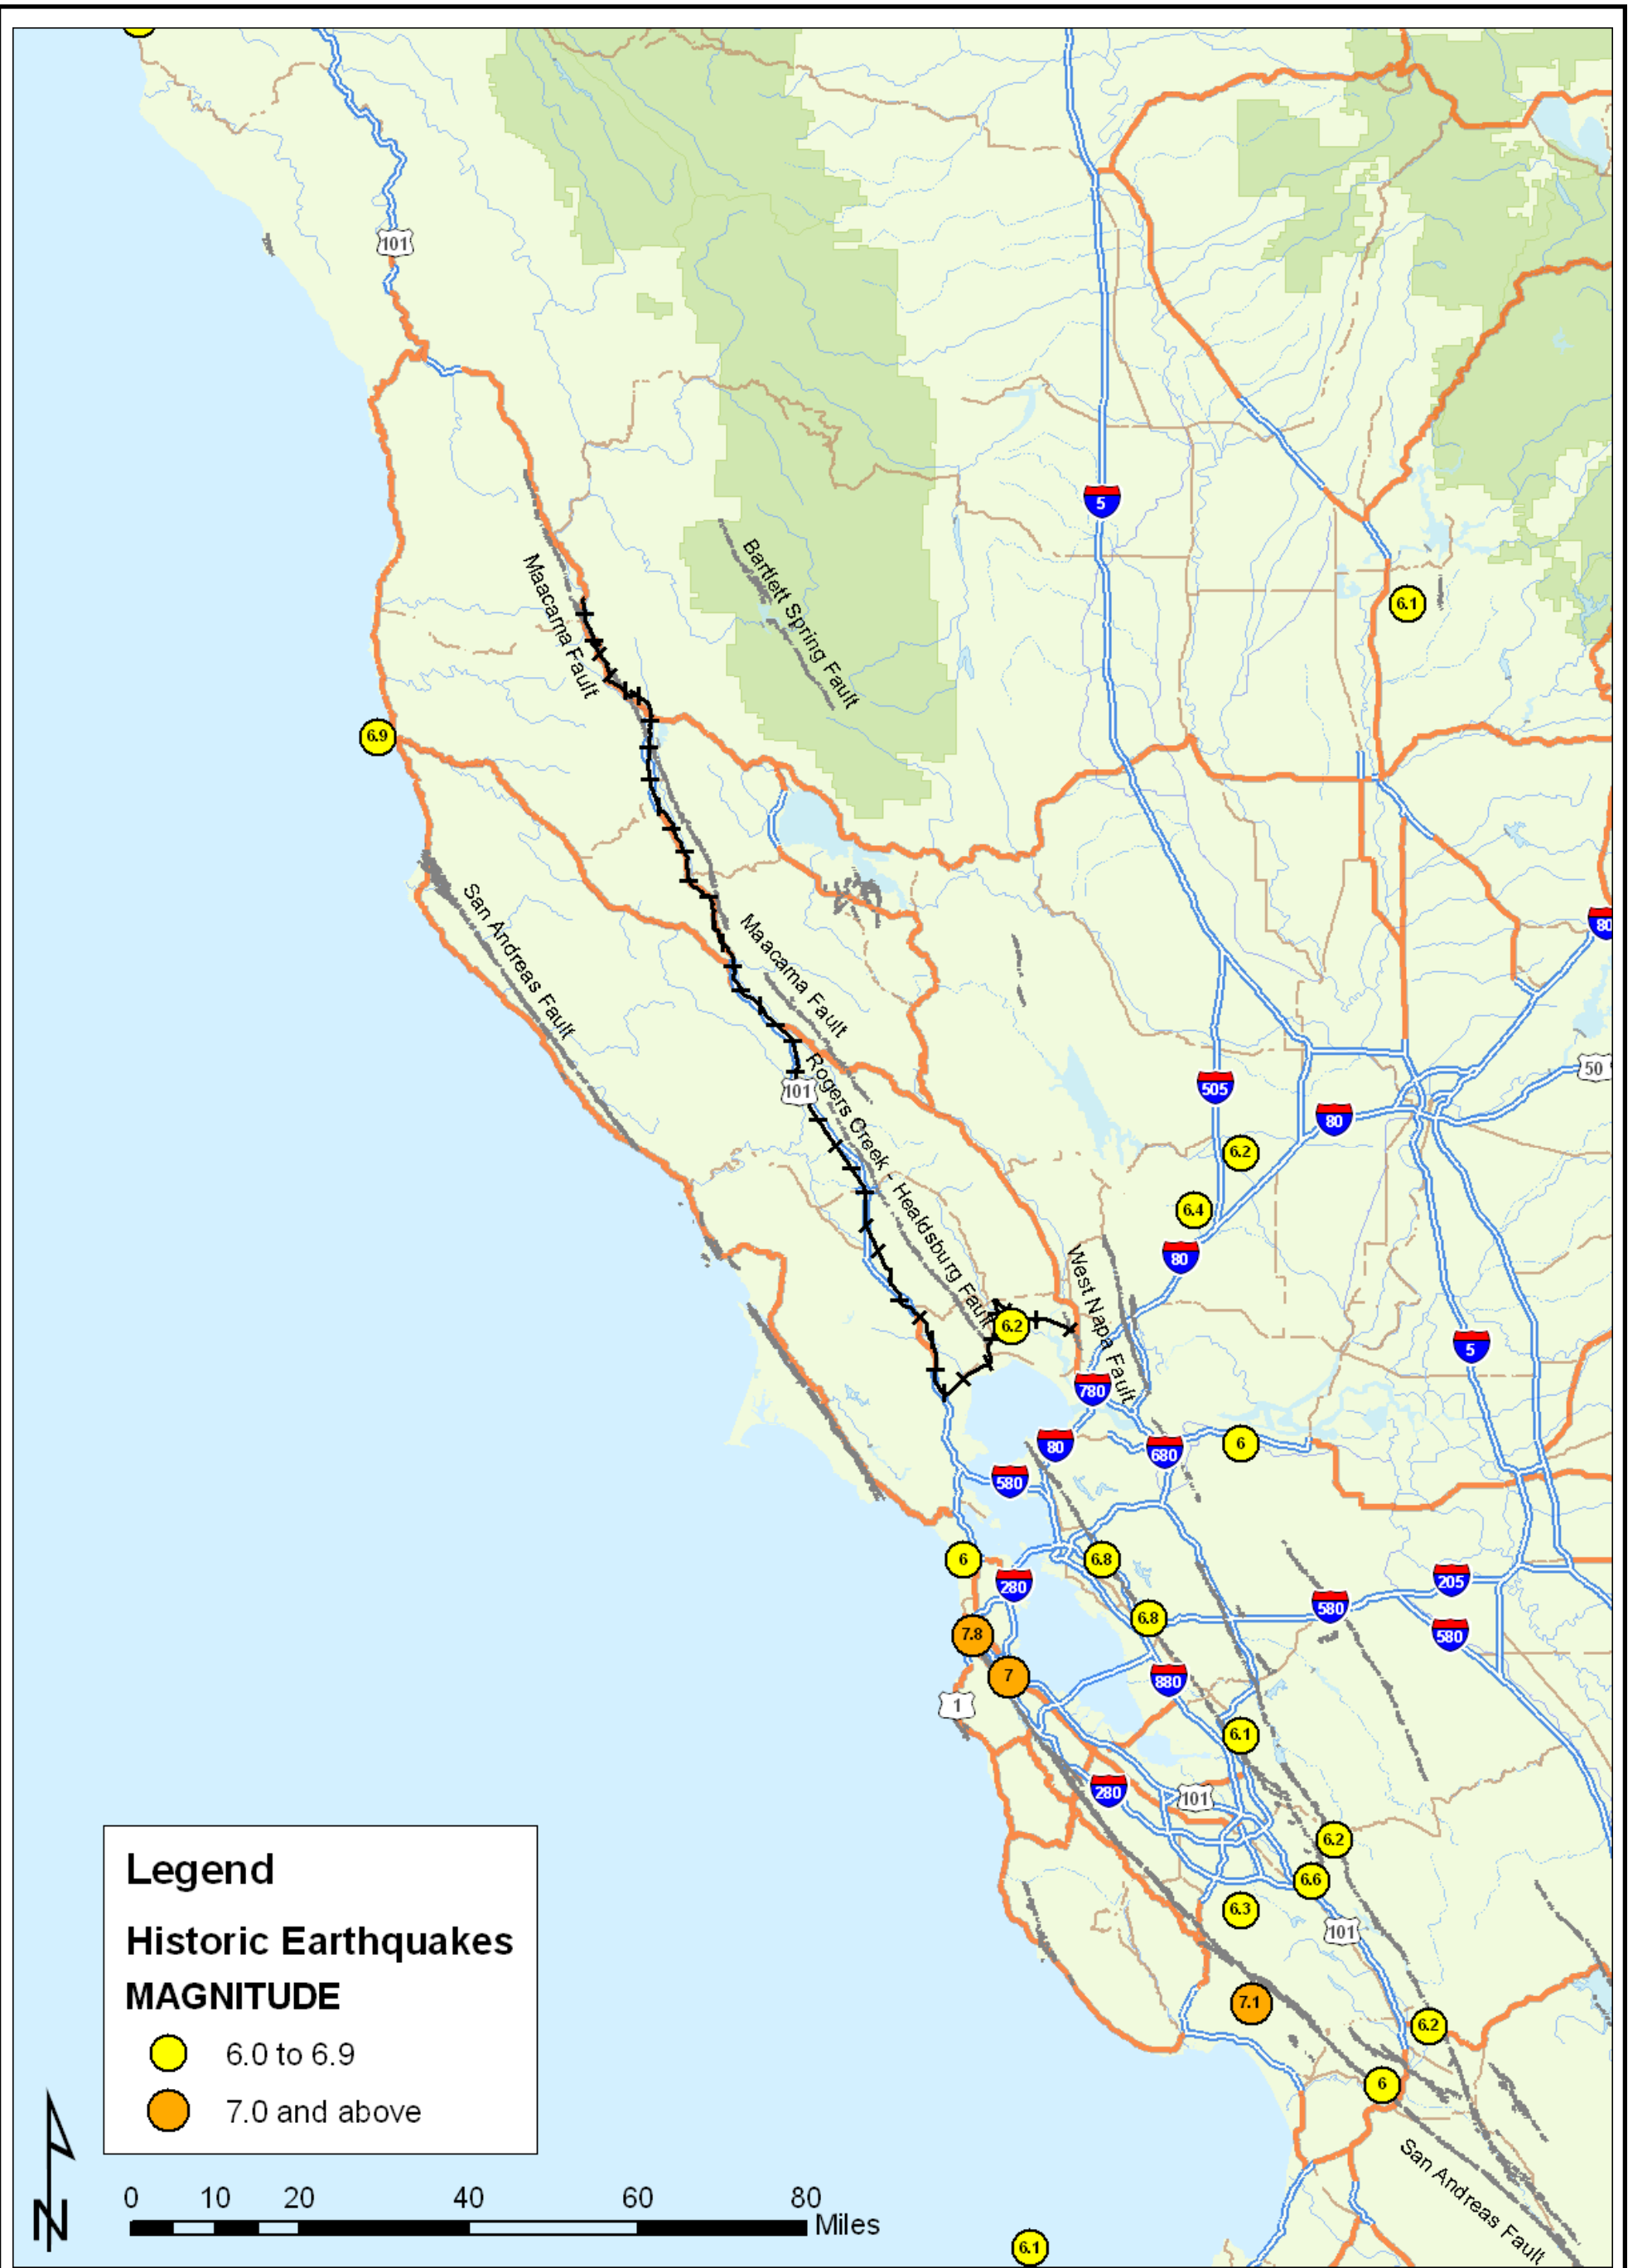 101
5
Bartlett Spring Fault
Maacama Fault
6.1
6.9
San Andreas Fault
Maacama Fault
80
Rogers Creek - Healdsburg Fault
101
505
50
80
6.2
6.4
80
West Napa Fault
6.2
5
780
80
680
6
580
6
6.8
280
205
580
6.8
580
7.8
7
880
1
6.1
280
101
6.2
6.6
6.3
101
7.1
6.2
6
San Andreas Fault
6.1
Legend
Historic Earthquakes
MAGNITUDE
6.0 to 6.9
7.0 and above
N
0 10 20 40 60 80
Miles